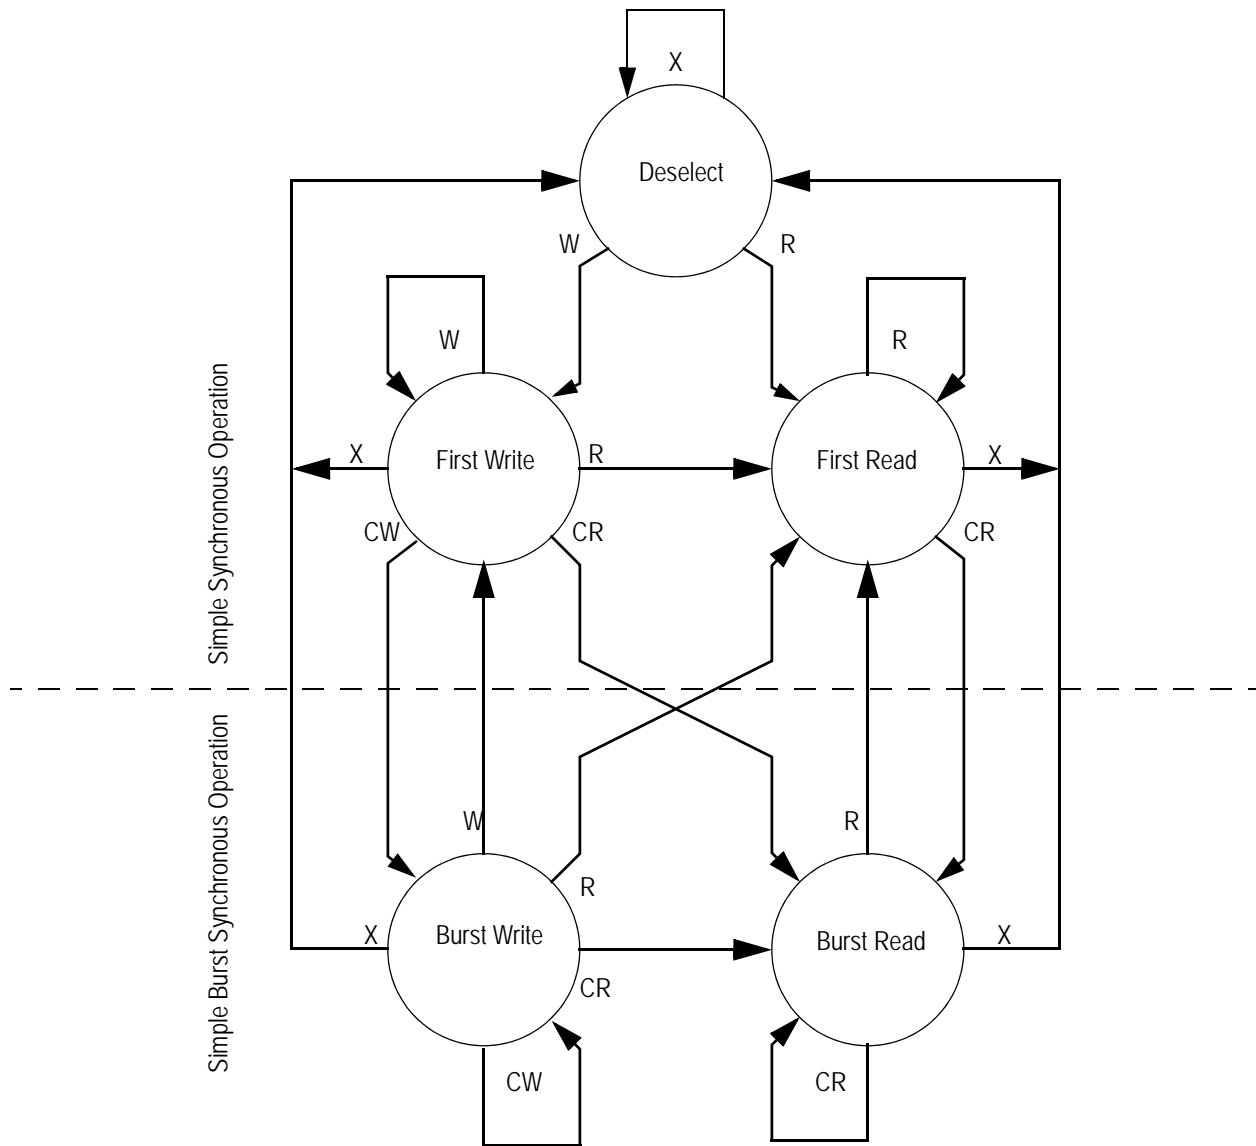 X
Deselect
W
R
W
R
Simple Synchronous Operation
X
First Write
R
First Read
X
CW
CR
CR
Simple Burst Synchronous Operation
W
R
R
X
Burst Write
Burst Read
X
CR
CW
CR